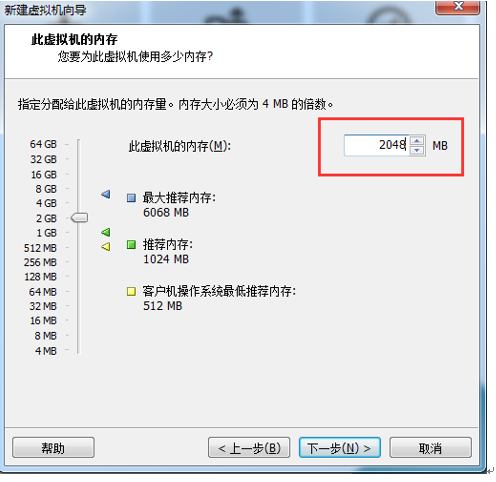 新建虚拟机向导
此虚拟机的内存
您要为此虚拟机使用多少内存?
指定分配给此虚拟机的内存量。内存大小必须为 4 MB 的倍数。
64 GB
32 GB
16 GB
8 GB
4 GB
2 GB
1 GB
512 MB
256 MB
128 MB
64 MB
32 MB
16 MB
8 MB
4 MB
此虚拟机的内存(M):
2048
MB
最大推荐内存:
6068 MB
推荐内存:
1024 MB
客户机操作系统最低推荐内存:
512 MB
帮助
< 上一步(B)
下一步(N) >
取消